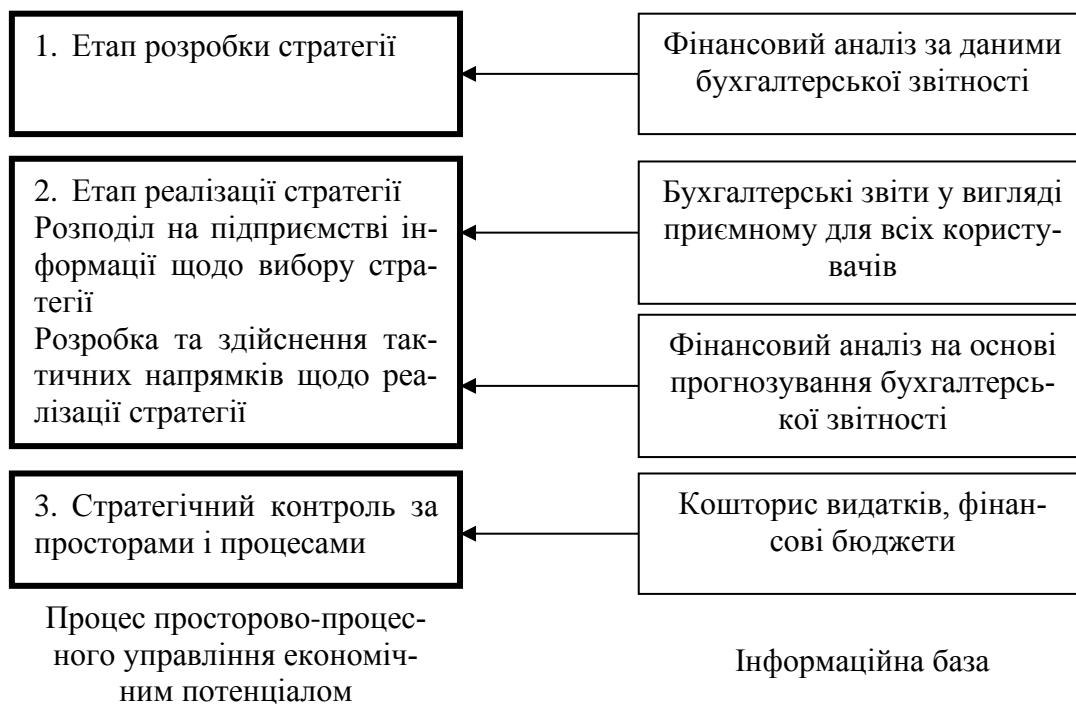 1. Етап розробки стратегії
Фінансовий аналіз за даними
бухгалтерської звітності
2. Етап реалізації стратегії
Розподіл на підприємстві ін-
формації щодо вибору стра-
тегії
Розробка та здійснення так-
тичних напрямків щодо реа-
лізації стратегії
Бухгалтерські звіти у вигляді
приємному для всіх користу-
вачів
Фінансовий аналіз на основі
прогнозування бухгалтерсь-
кої звітності
3. Стратегічний контроль за
просторами і процесами
Кошторис видатків, фінан-
сові бюджети
Процес просторово-процес-
ного управління економіч-
ним потенціалом
Інформаційна база